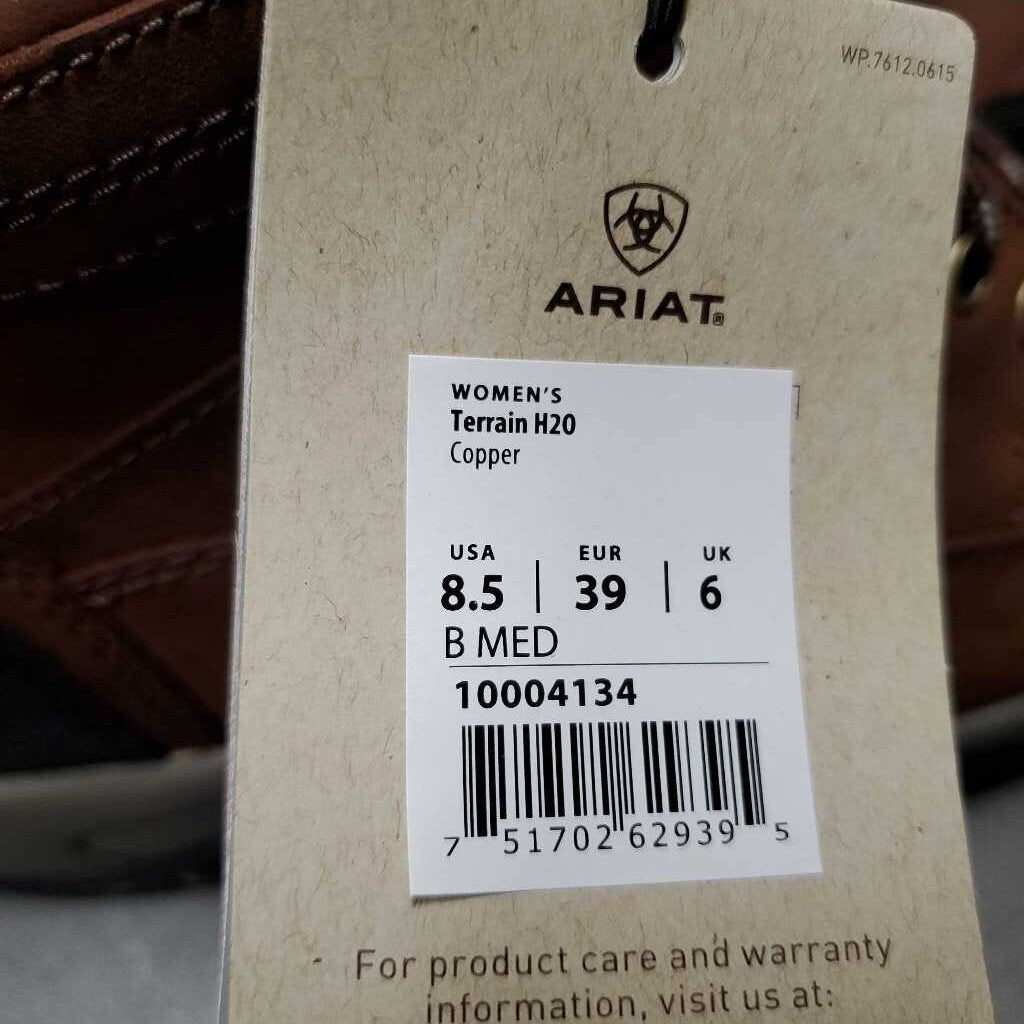 WP.7612.0615
ARIAT®
WOMEN'S
Terrain H20
Copper
USA | EUR | UK
8.5 | 39 | 6
B MED
10004134
7 51702 62939 5
For product care and warranty
information, visit us at: